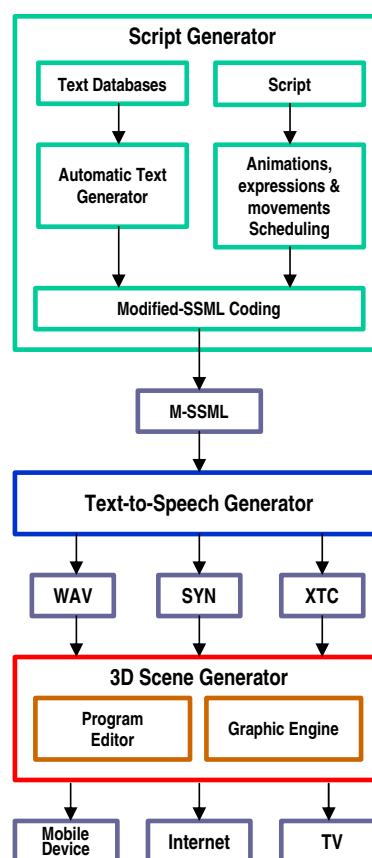 Script Generator
Text Databases
Script
Automatic Text
Generator
Animations,
expressions &
movements
Scheduling
Modified-SSML Coding
M-SSML
Text-to-Speech Generator
WAV
SYN
XTC
3D Scene Generator
Program
Editor
Graphic Engine
Mobile
Device
Internet
TV